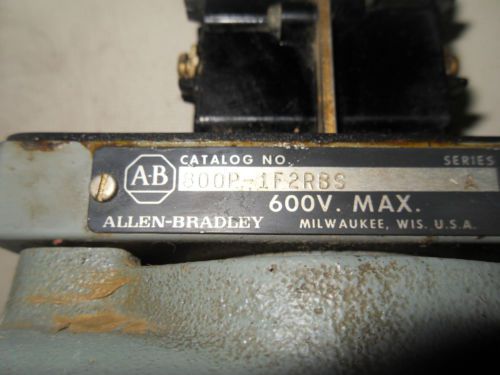 A-B
CATALOG NO. SERIES
800P-1F2RBS A
600V. MAX.
ALLEN-BRADLEY MILWAUKEE, WIS. U.S.A.